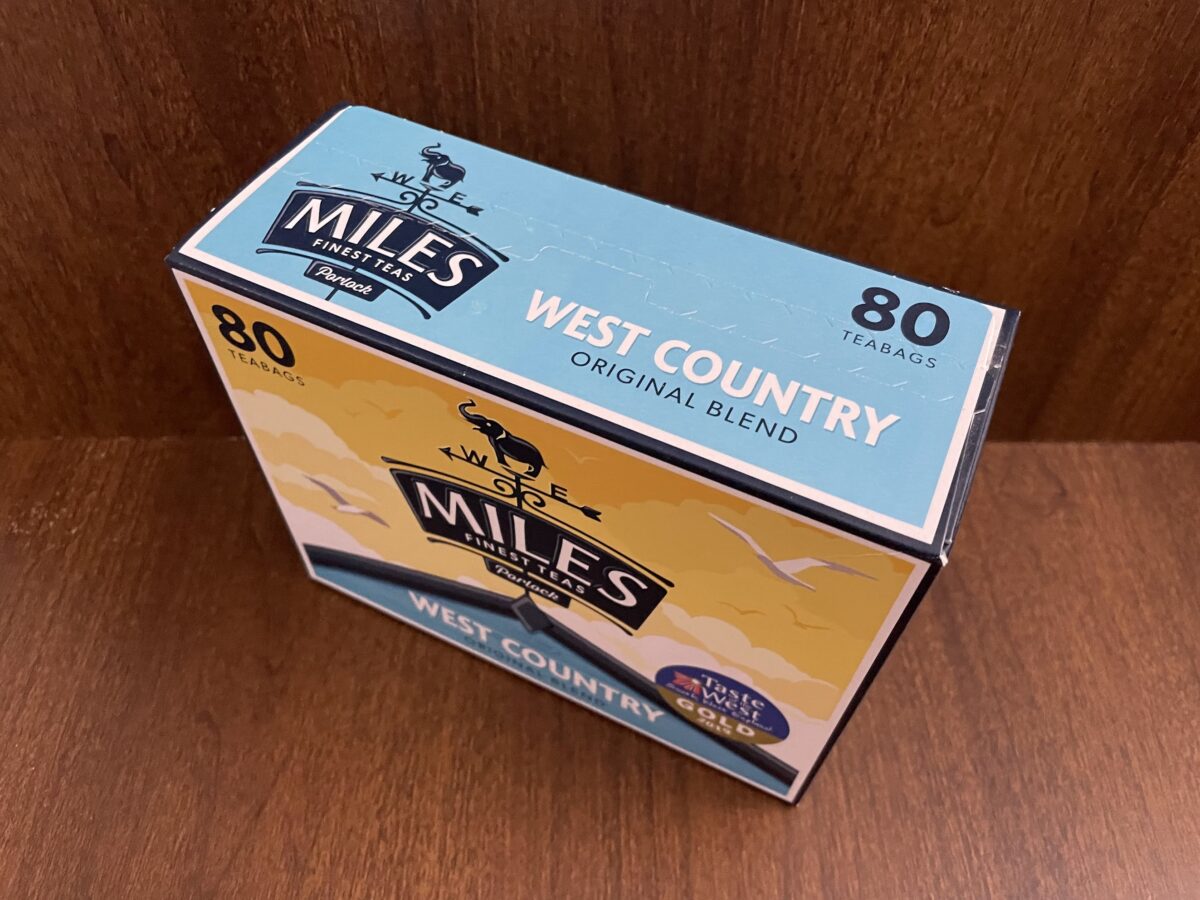 W E
MILES
FINEST TEAS
Porlock
WEST COUNTRY
ORIGINAL BLEND
80
TEABAGS
80
TEABAGS
W E
MILES
FINEST TEAS
Porlock
WEST COUNTRY
ORIGINAL BLEND
Taste
West
GOLD